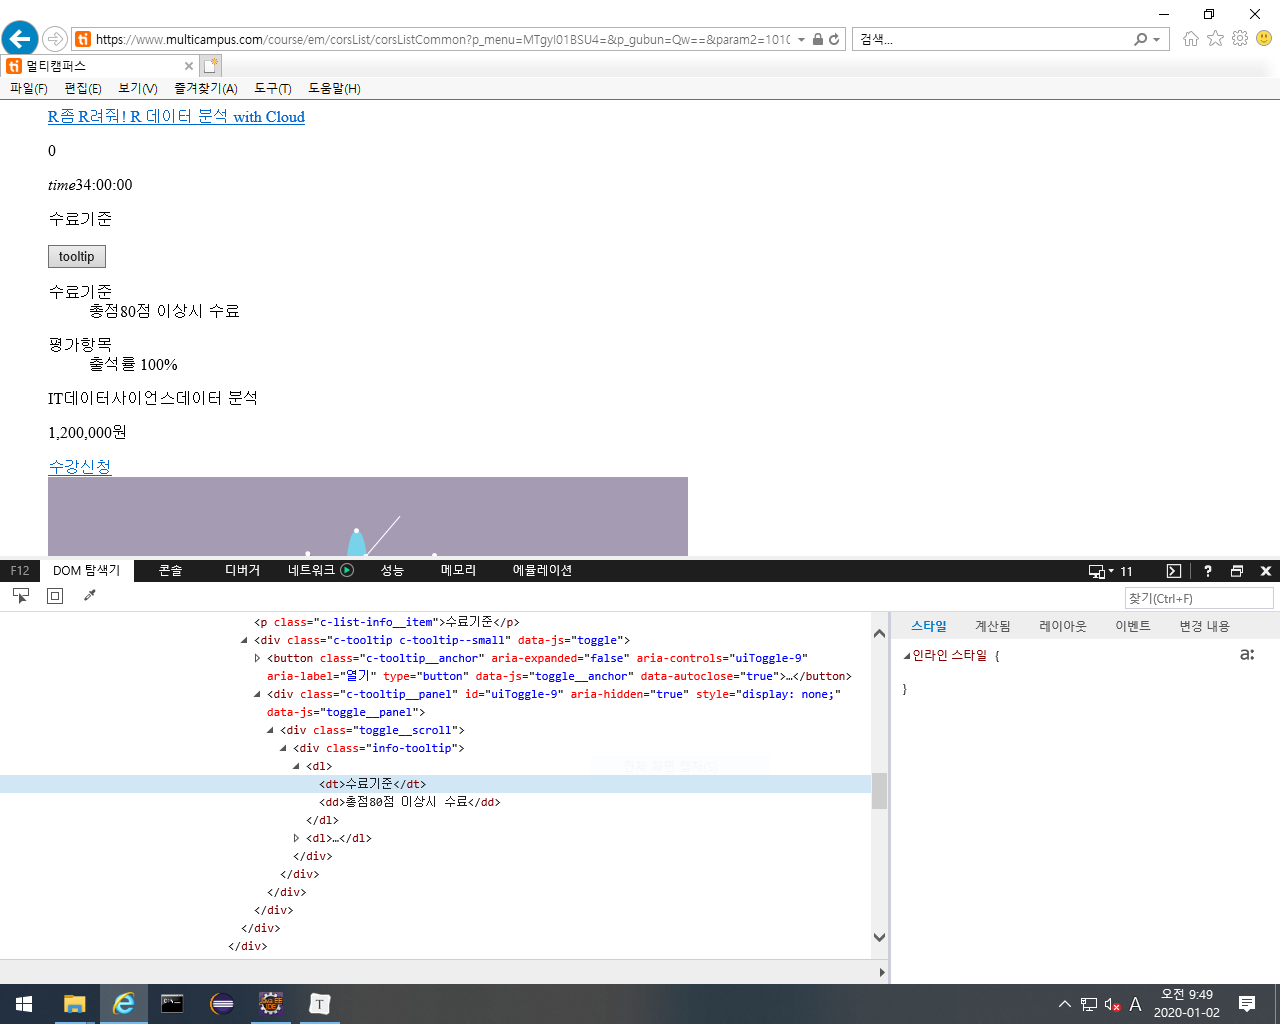 https://www.multicampus.com/course/em/corsList/corsListCommon?p_menu=MTgyI01BSU4=&p_gubun=Qw==&param2=101
검색...
멀티캠퍼스
파일(F) 편집(E) 보기(V) 즐겨찾기(A) 도구(T) 도움말(H)
R좀 R려줘! R 데이터 분석 with Cloud
0
time34:00:00
수료기준
tooltip
수료기준
총점80점 이상시 수료
평가항목
출석률 100%
IT데이터사이언스데이터 분석
1,200,000원
수강신청
F12 DOM 탐색기 콘솔 디버거 네트워크 성능 메모리 에뮬레이션 11 ?
찾기(Ctrl+F)
<p class="c-list-info__item">수료기준</p>
<div class="c-tooltip c-tooltip--small" data-js="toggle">
<button class="c-tooltip__anchor" aria-expanded="false" aria-controls="uiToggle-9"
aria-label="열기" type="button" data-js="toggle__anchor" data-autoclose="true">…</button>
<div class="c-tooltip__panel" id="uiToggle-9" aria-hidden="true" style="display: none;"
data-js="toggle__panel">
<div class="toggle__scroll">
<div class="info-tooltip">
<dl>
<dt>수료기준</dt>
<dd>총점80점 이상시 수료</dd>
</dl>
<dl>…</dl>
</div>
</div>
</div>
</div>
</div>
</div>
스타일 계산됨 레이아웃 이벤트 변경 내용
인라인 스타일 {
a:
}
A
오전 9:49
2020-01-02